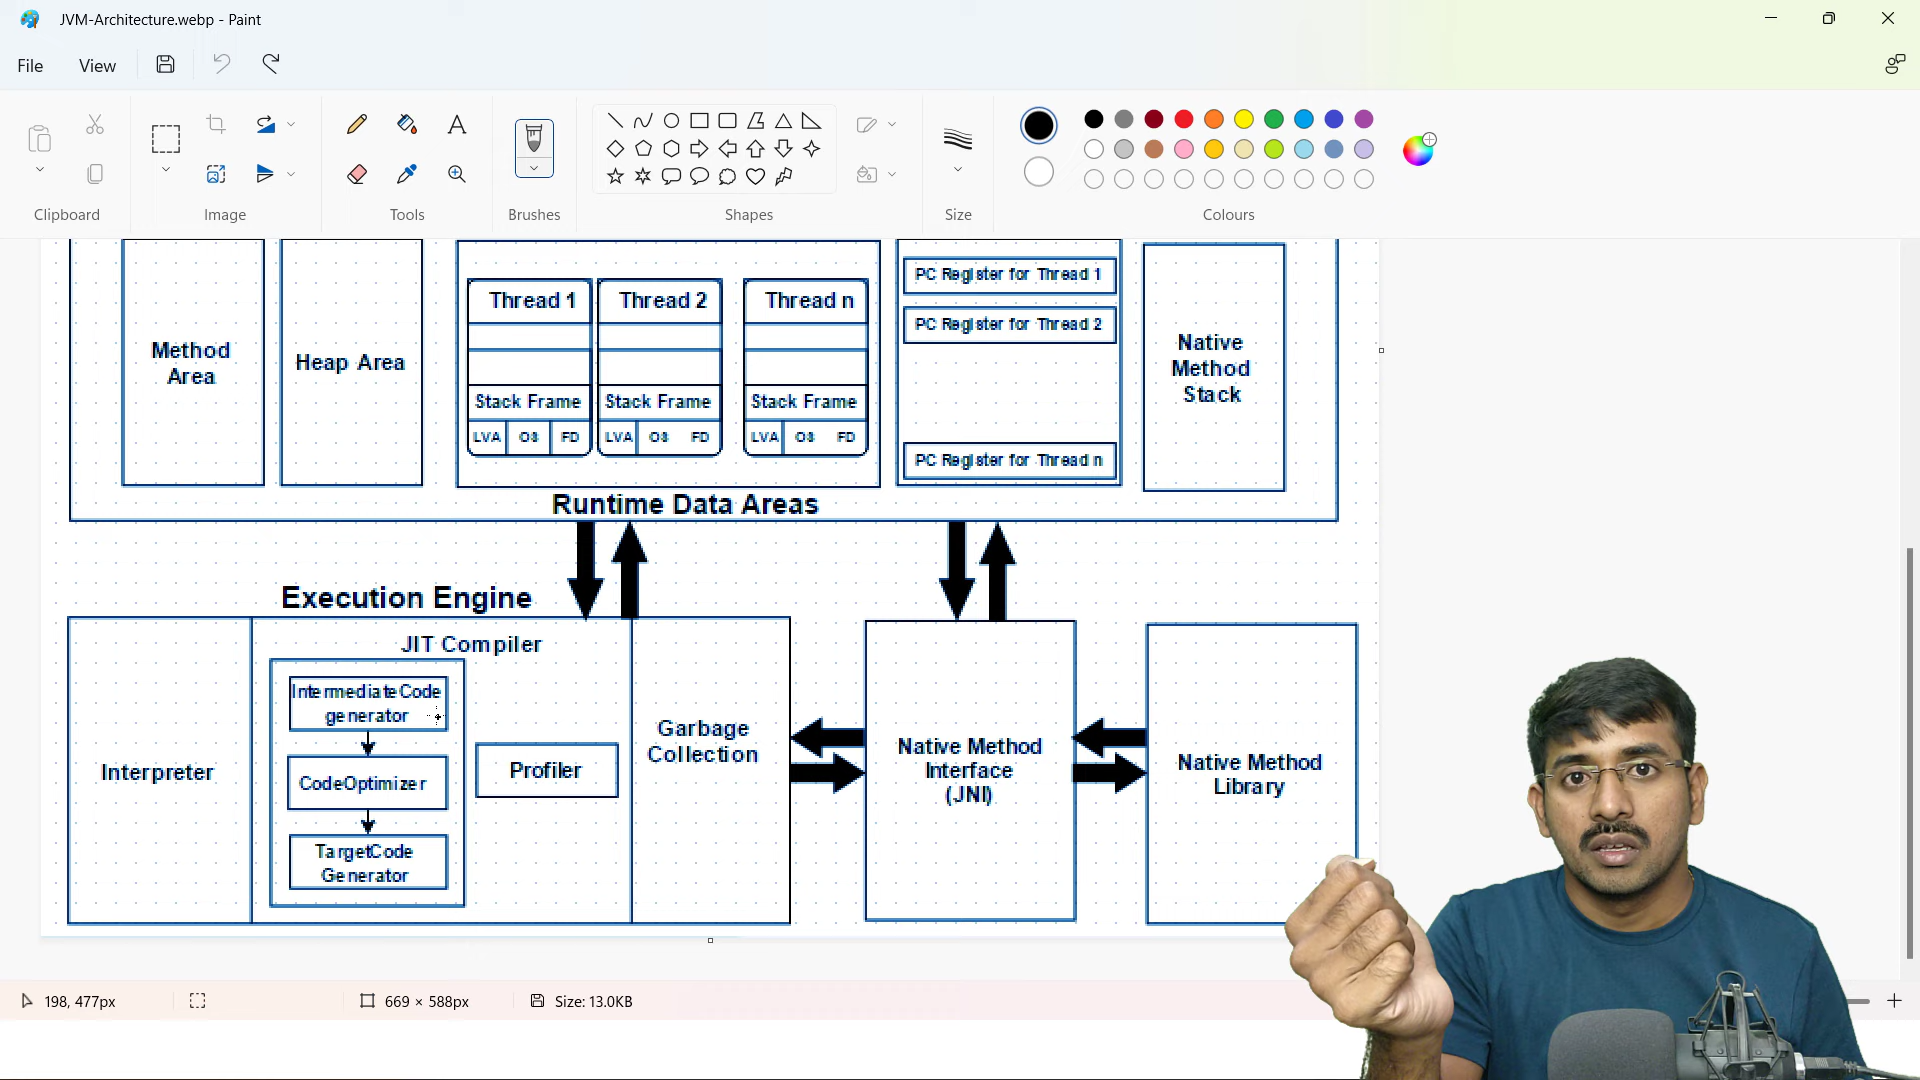 JVM-Architecture.webp - Paint
File View
Clipboard
Image
Tools
Brushes
Shapes
Size
Colours
Method
Area
Heap Area
Thread 1
Thread 2
Thread n
Stack Frame
Stack Frame
Stack Frame
LVA OS FD
LVA OS FD
LVA OS FD
PC Register for Thread 1
PC Register for Thread 2
PC Register for Thread n
Native
Method
Stack
Runtime Data Areas
Execution Engine
Interpreter
JIT Compiler
IntermediateCode
generator
CodeOptimizer
TargetCode
Generator
Profiler
Garbage
Collection
Native Method
Interface
(JNI)
Native Method
Library
198, 477px
669 × 588px
Size: 13.0KB